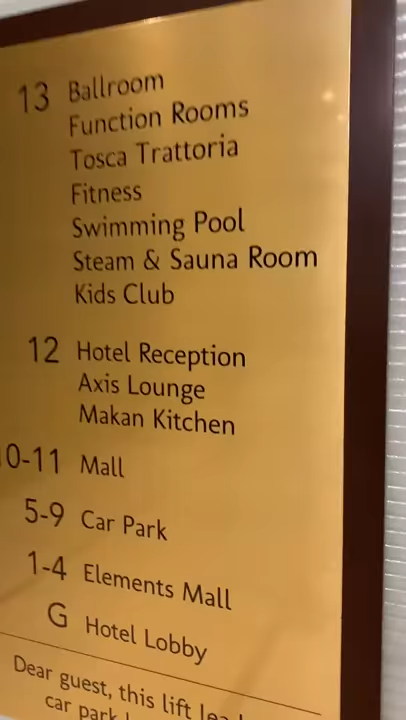 13 Ballroom
Function Rooms
Tosca Trattoria
Fitness
Swimming Pool
Steam & Sauna Room
Kids Club
12 Hotel Reception
Axis Lounge
Makan Kitchen
10-11 Mall
5-9 Car Park
1-4 Elements Mall
G Hotel Lobby
Dear guest, this lift
car park